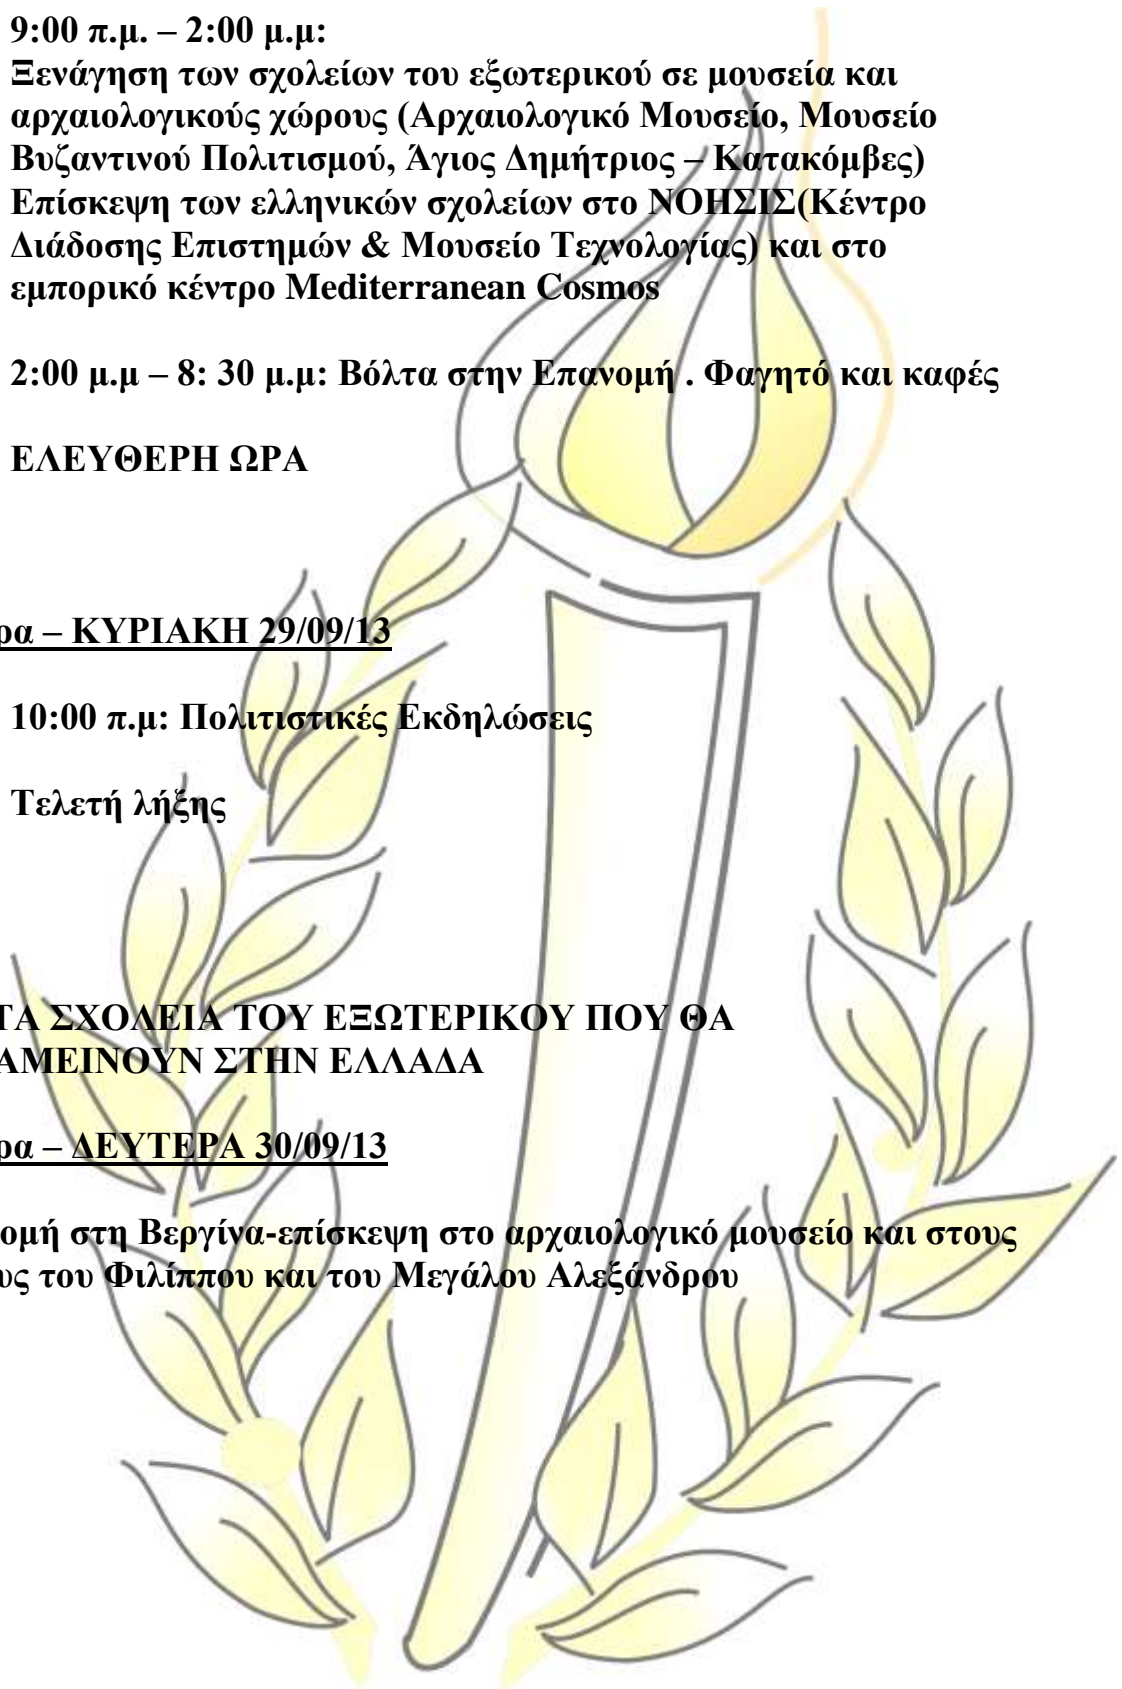 9:00 π.μ. – 2:00 μ.μ:
Ξενάγηση των σχολείων του εξωτερικού σε μουσεία και
αρχαιολογικούς χώρους (Αρχαιολογικό Μουσείο, Μουσείο
Βυζαντινού Πολιτισμού, Άγιος Δημήτριος – Κατακόμβες)
Επίσκεψη των ελληνικών σχολείων στο ΝΟΗΣΙΣ(Κέντρο
Διάδοσης Επιστημών & Μουσείο Τεχνολογίας) και στο
εμπορικό κέντρο Mediterranean Cosmos
2:00 μ.μ – 8: 30 μ.μ: Βόλτα στην Επανομή . Φαγητό και καφές
ΕΛΕΥΘΕΡΗ ΩΡΑ
ρα – ΚΥΡΙΑΚΗ 29/09/13
10:00 π.μ: Πολιτιστικές Εκδηλώσεις
Τελετή λήξης
ΤΑ ΣΧΟΛΕΙΑ ΤΟΥ ΕΞΩΤΕΡΙΚΟΥ ΠΟΥ ΘΑ
ΑΜΕΙΝΟΥΝ ΣΤΗΝ ΕΛΛΑΔΑ
ρα – ΔΕΥΤΕΡΑ 30/09/13
ομή στη Βεργίνα-επίσκεψη στο αρχαιολογικό μουσείο και στους
υς του Φιλίππου και του Μεγάλου Αλεξάνδρου